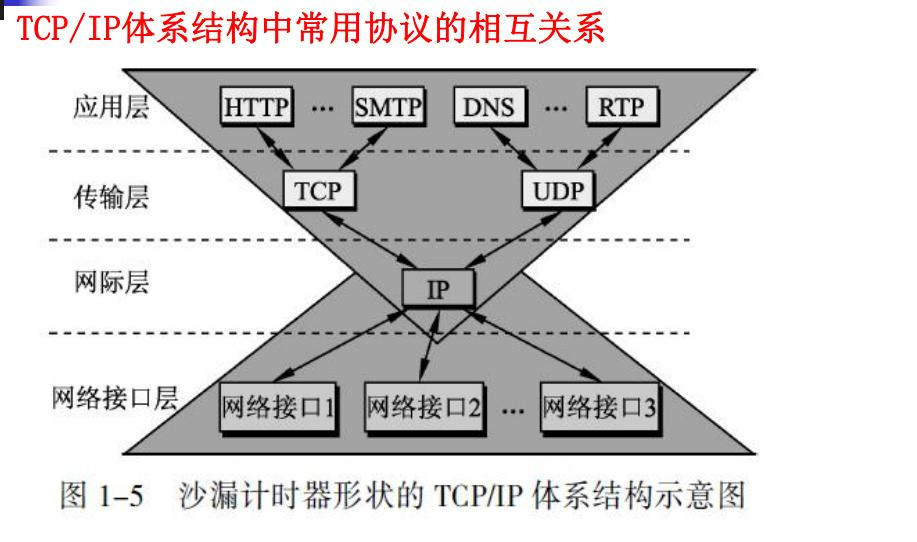 TCP/IP体系结构中常用协议的相互关系
应用层 HTTP ··· SMTP DNS ··· RTP
传输层 TCP UDP
网际层 IP
网络接口层 网络接口1 网络接口2 ··· 网络接口3
图 1-5 沙漏计时器形状的 TCP/IP 体系结构示意图